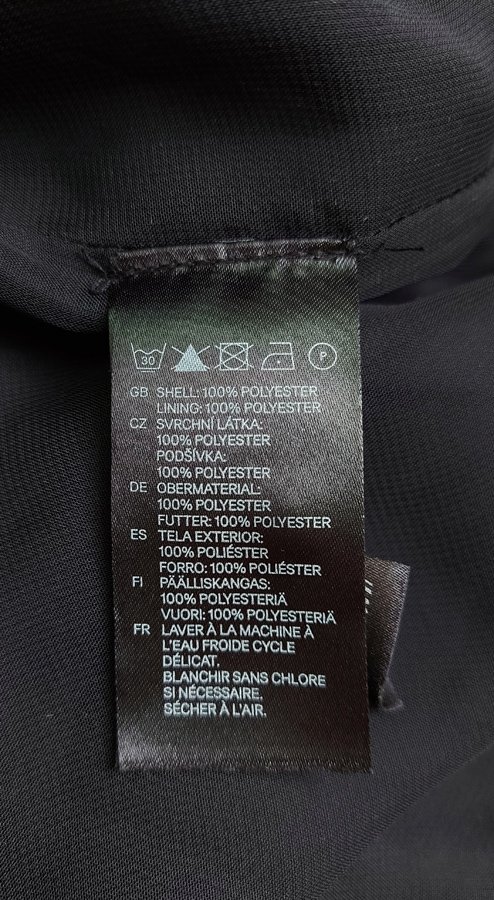 30 P
GB SHELL: 100% POLYESTER
LINING: 100% POLYESTER
CZ SVRCHNÍ LÁTKA:
100% POLYESTER
PODŠÍVKA:
100% POLYESTER
DE OBERMATERIAL:
100% POLYESTER
FUTTER: 100% POLYESTER
ES TELA EXTERIOR:
100% POLIÉSTER
FORRO: 100% POLIÉSTER
FI PÄÄLLISKANGAS:
100% POLYESTERIÄ
VUORI: 100% POLYESTERIÄ
FR LAVER À LA MACHINE À
L'EAU FROIDE CYCLE
DÉLICAT.
BLANCHIR SANS CHLORE
SI NÉCESSAIRE.
SÉCHER À L'AIR.